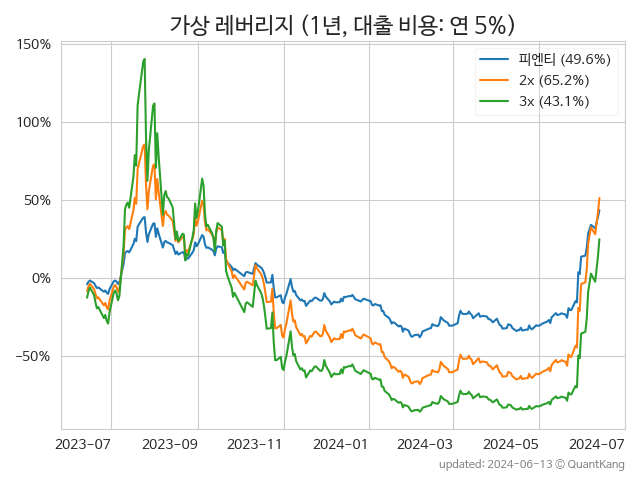 가상 레버리지 (1년, 대출 비용: 연 5%)
피엔티 (49.6%)
2x (65.2%)
3x (43.1%)
150%
100%
50%
0%
−50%
2023-07
2023-09
2023-11
2024-01
2024-03
2024-05
2024-07
updated: 2024-06-13 © QuantKang